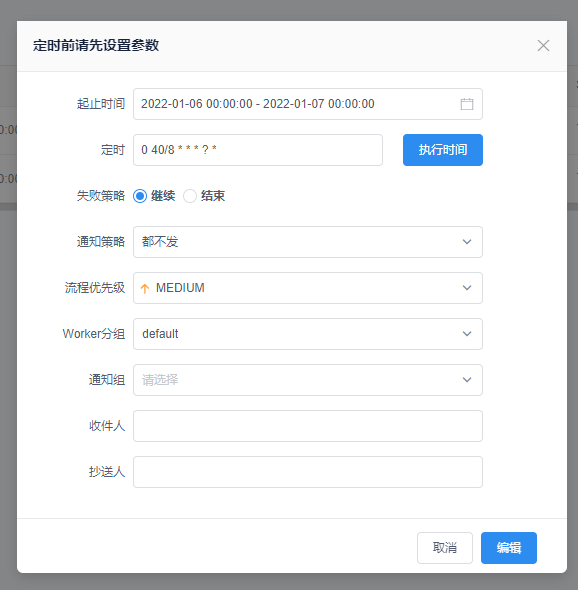 定时前请先设置参数
起止时间 2022-01-06 00:00:00 - 2022-01-07 00:00:00
定时 0 40/8 * * * ? * 执行时间
失败策略 继续 结束
通知策略 都不发
流程优先级 MEDIUM
Worker分组 default
通知组 请选择
收件人
抄送人
取消 编辑